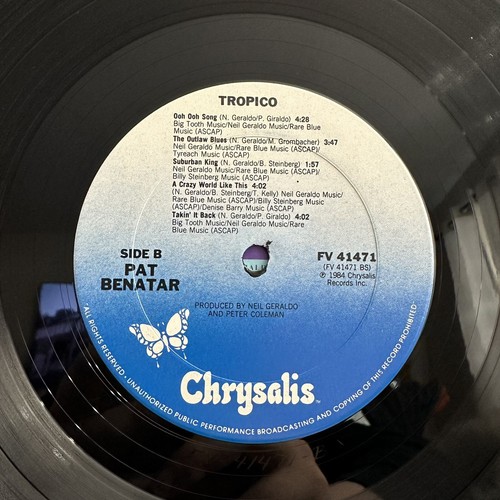 TROPICO
Ooh Ooh Song (N. Geraldo/P. Giraldo) 4:28
Big Tooth Music/Neil Geraldo Music/Rare Blue
Music (ASCAP)
The Outlaw Blues (N. Geraldo/M. Grombacher) 3:47
Neil Geraldo Music/Rare Blue Music (ASCAP)/
Tyreach Music (ASCAP)
Suburban King (N. Geraldo/B. Steinberg) 1:57
Neil Geraldo Music/Rare Blue Music (ASCAP)/
Billy Steinberg Music (ASCAP)
A Crazy World Like This 4:02
(N. Geraldo/B. Steinberg/T. Kelly) Neil Geraldo Music/
Rare Blue Music (ASCAP)/Billy Steinberg Music
(ASCAP)/Denise Barry Music (ASCAP)
Takin' It Back (N. Geraldo/P. Giraldo) 4:02
Big Tooth Music/Neil Geraldo Music/Rare
Blue Music (ASCAP)
SIDE B
PAT
BENATAR
FV 41471
(FV 41471 BS)
℗ 1984 Chrysalis
Records Inc.
PRODUCED BY NEIL GERALDO
AND PETER COLEMAN
Chrysalis™
ALL RIGHTS RESERVED. UNAUTHORIZED PUBLIC PERFORMANCE BROADCASTING AND COPYING OF THIS RECORD PROHIBITED